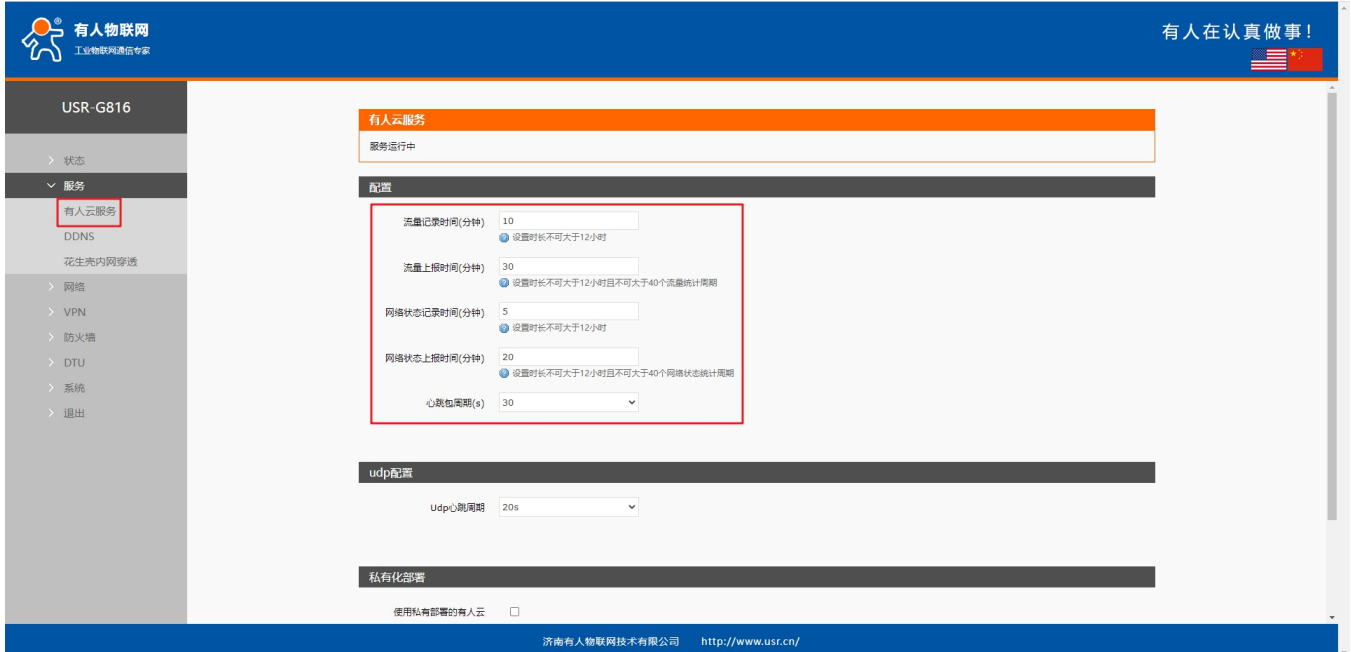 有人物联网
工业物联网通信专家
有人在认真做事!
USR-G816
状态
服务
有人云服务
DDNS
花生壳内网穿透
网络
VPN
防火墙
DTU
系统
退出
有人云服务
服务运行中
配置
流量记录时间(分钟) 10
设置时长不可大于12小时
流量上报时间(分钟) 30
设置时长不可大于12小时且不可大于40个流量统计周期
网络状态记录时间(分钟) 5
设置时长不可大于12小时
网络状态上报时间(分钟) 20
设置时长不可大于12小时且不可大于40个网络状态统计周期
心跳包周期(s) 30
udp配置
Udp心跳周期 20s
私有化部署
使用私有部署的有人云
济南有人物联网技术有限公司 http://www.usr.cn/